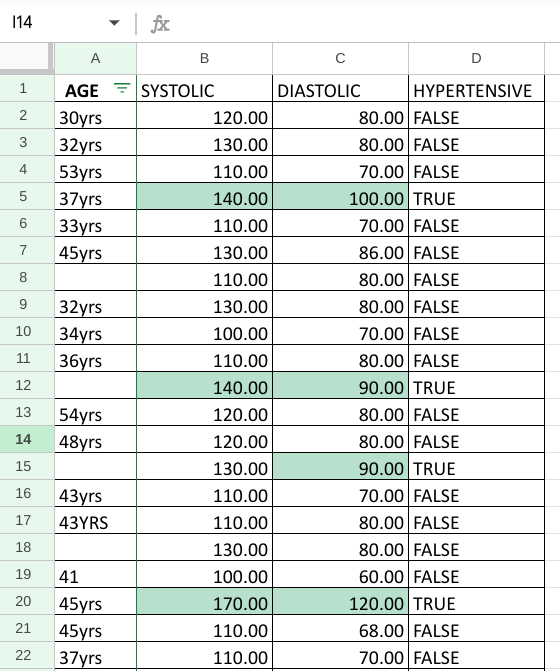 I14 fx
A B C D
1 AGE SYSTOLIC DIASTOLIC HYPERTENSIVE
2 30yrs 120.00 80.00 FALSE
3 32yrs 130.00 80.00 FALSE
4 53yrs 110.00 70.00 FALSE
5 37yrs 140.00 100.00 TRUE
6 33yrs 110.00 70.00 FALSE
7 45yrs 130.00 86.00 FALSE
8 110.00 80.00 FALSE
9 32yrs 130.00 80.00 FALSE
10 34yrs 100.00 70.00 FALSE
11 36yrs 110.00 80.00 FALSE
12 140.00 90.00 TRUE
13 54yrs 120.00 80.00 FALSE
14 48yrs 120.00 80.00 FALSE
15 130.00 90.00 TRUE
16 43yrs 110.00 70.00 FALSE
17 43YRS 110.00 80.00 FALSE
18 130.00 80.00 FALSE
19 41 100.00 60.00 FALSE
20 45yrs 170.00 120.00 TRUE
21 45yrs 110.00 68.00 FALSE
22 37yrs 110.00 70.00 FALSE